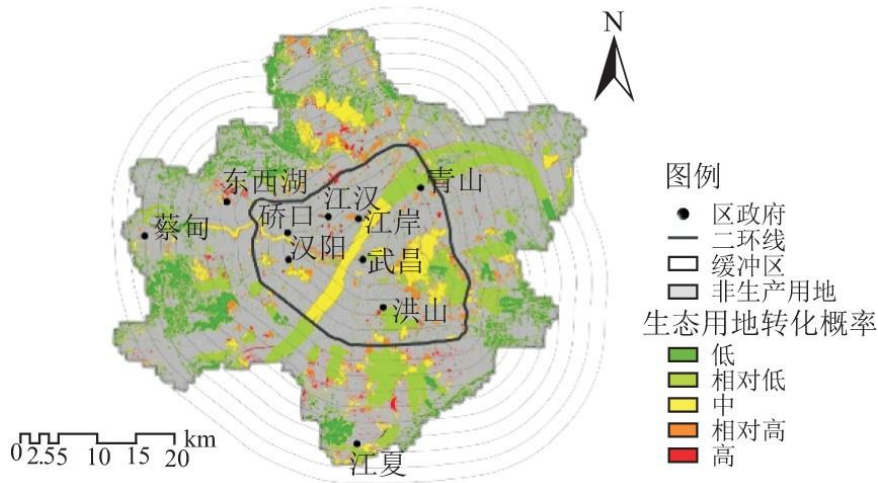 N
东西湖
江汉
青山
硚口
江岸
蔡甸
汉阳
武昌
洪山
江夏
0 2.5 5 10 15 20 km
图例
区政府
二环线
缓冲区
非生产用地
生态用地转化概率
低
相对低
中
相对高
高